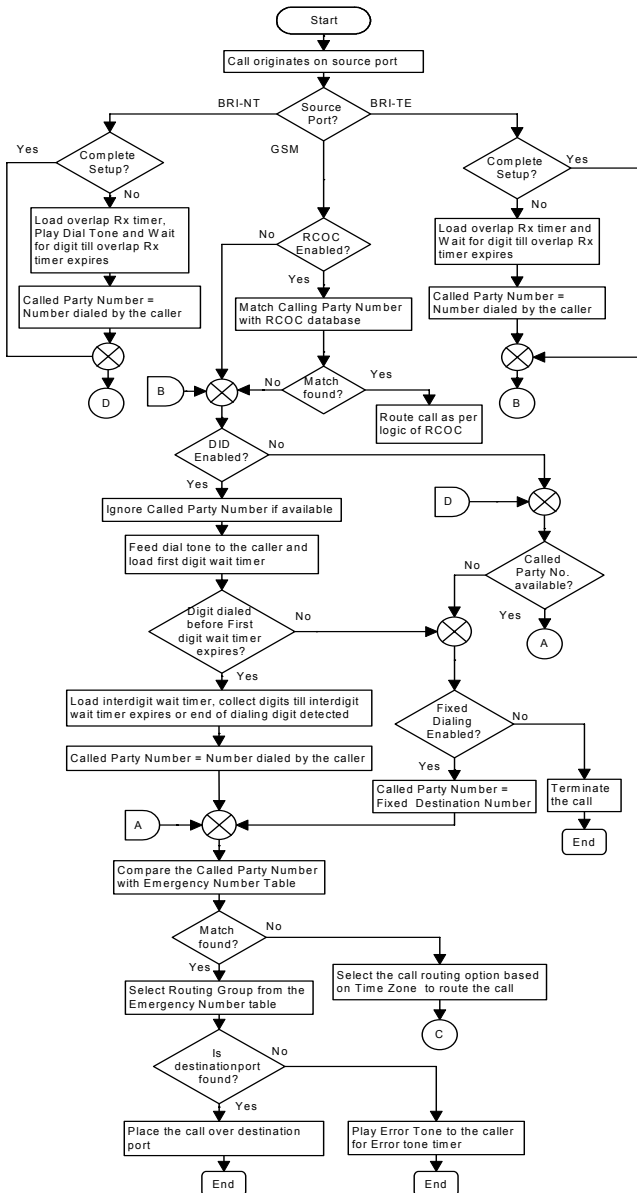 Start
Call originates on source port
BRI-NT
Source
Port?
BRI-TE
GSM
Yes
Complete
Setup?
No
Load overlap Rx timer,
Play Dial Tone and Wait
for digit till overlap Rx
timer expires
Called Party Number =
Number dialed by the caller
D
No
RCOC
Enabled?
Yes
Match Calling Party Number
with RCOC database
No
Match
found?
Yes
Route call as per
logic of RCOC
Complete
Setup?
Yes
No
Load overlap Rx timer and
Wait for digit till overlap Rx
timer expires
Called Party Number =
Number dialed by the caller
B
B
DID
Enabled?
No
Yes
Ignore Called Party Number if available
Feed dial tone to the caller and
load first digit wait timer
D
No
Called
Party No.
available?
Yes
A
Digit dialed
before First
digit wait timer
expires?
No
Yes
Load interdigit wait timer, collect digits till interdigit
wait timer expires or end of dialing digit detected
Called Party Number = Number dialed by the caller
Fixed
Dialing
Enabled?
No
Yes
Called Party Number =
Fixed Destination Number
Terminate
the call
End
A
Compare the Called Party Number
with Emergency Number Table
Match
found?
No
Yes
Select Routing Group from the
Emergency Number table
Select the call routing option based
on Time Zone to route the call
C
Is
destinationport
found?
No
Yes
Place the call over destination
port
End
Play Error Tone to the caller
for Error tone timer
End